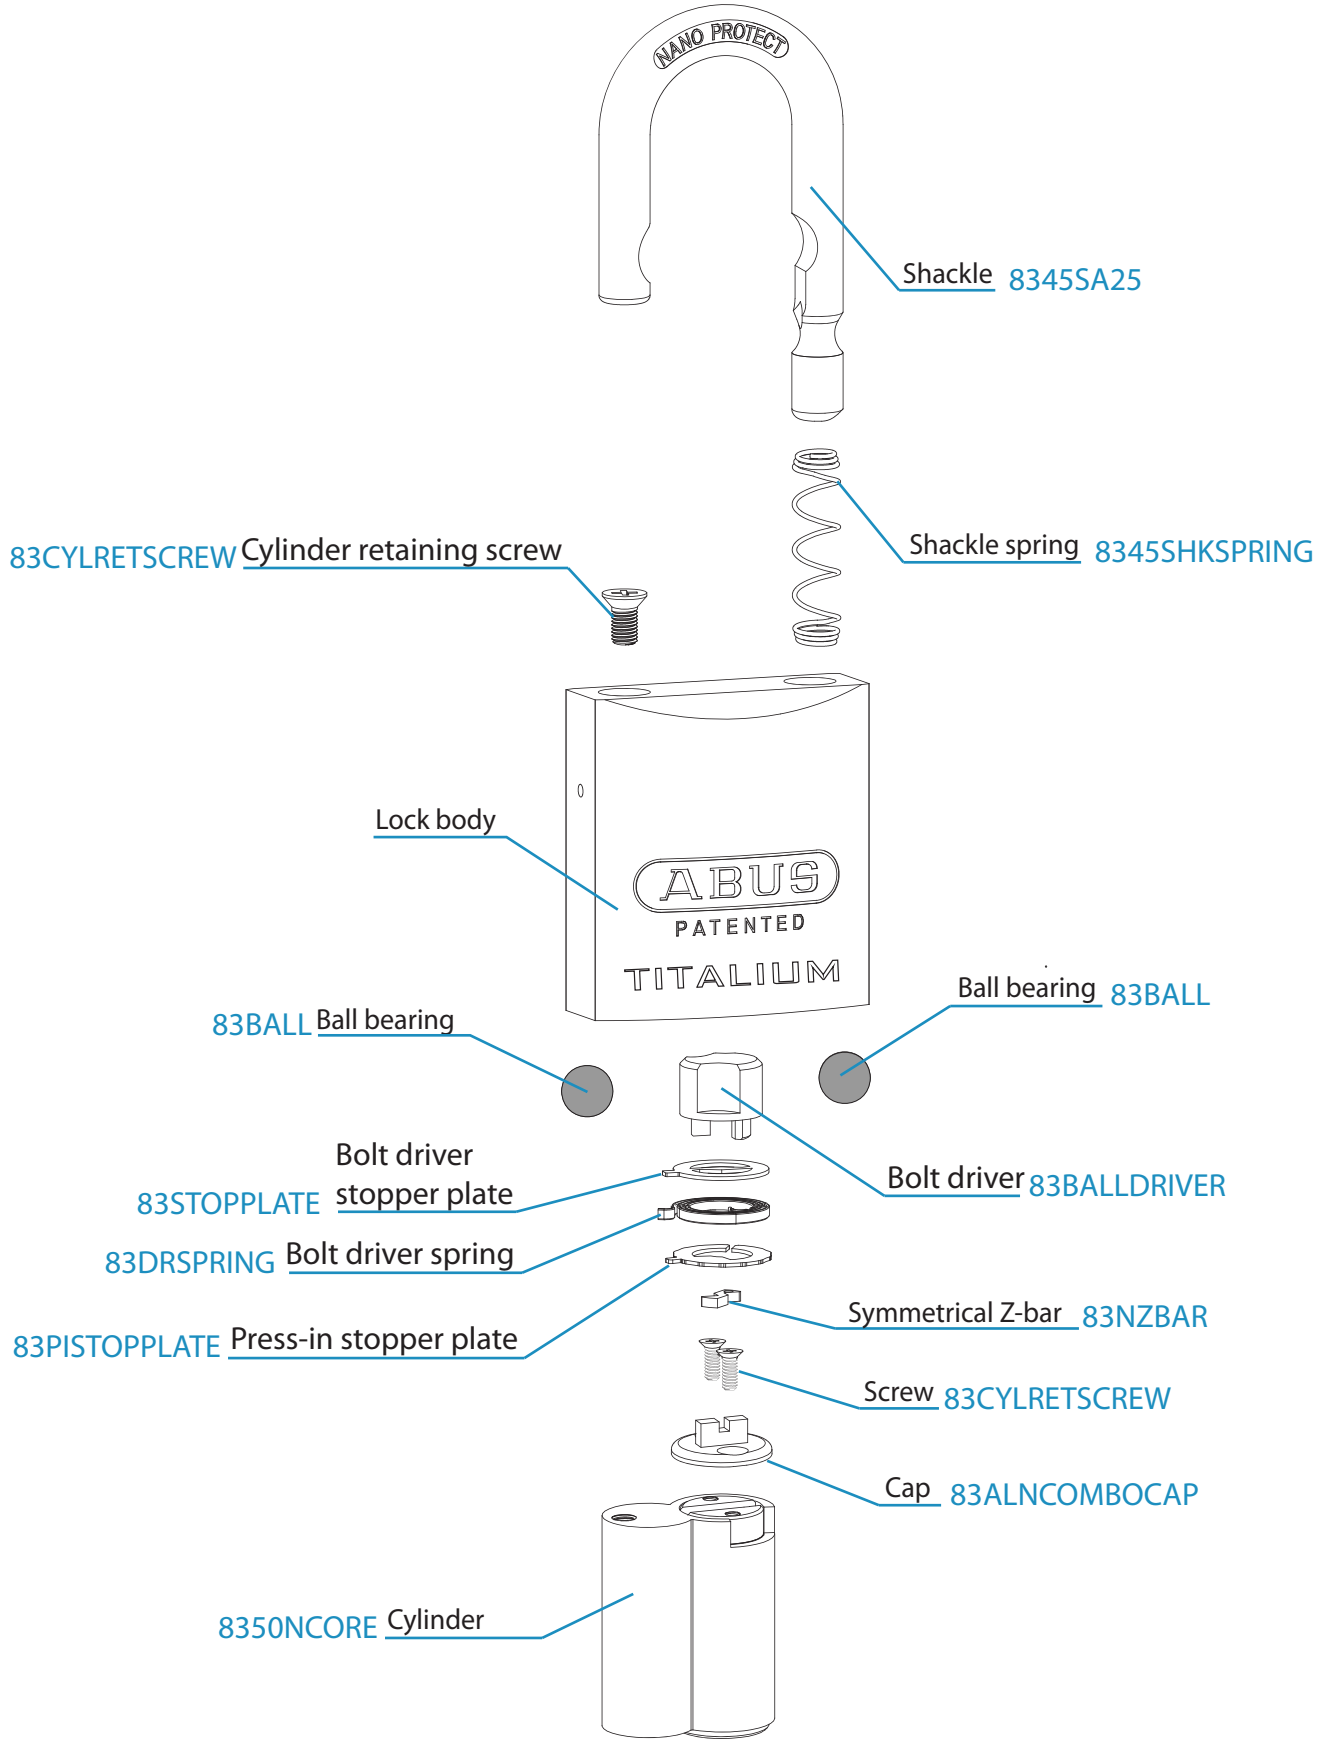 NANO PROTECT
Shackle 8345SA25
83CYLRETSCREW Cylinder retaining screw
Shackle spring 8345SHKSPRING
Lock body
ABUS
PATENTED
TITALIUM
Ball bearing 83BALL
83BALL Ball bearing
Bolt driver
83STOPPLATE stopper plate
Bolt driver 83BALLDRIVER
83DRSPRING Bolt driver spring
Symmetrical Z-bar 83NZBAR
83PISTOPPLATE Press-in stopper plate
Screw 83CYLRETSCREW
Cap 83ALNCOMBOCAP
8350NCORE Cylinder